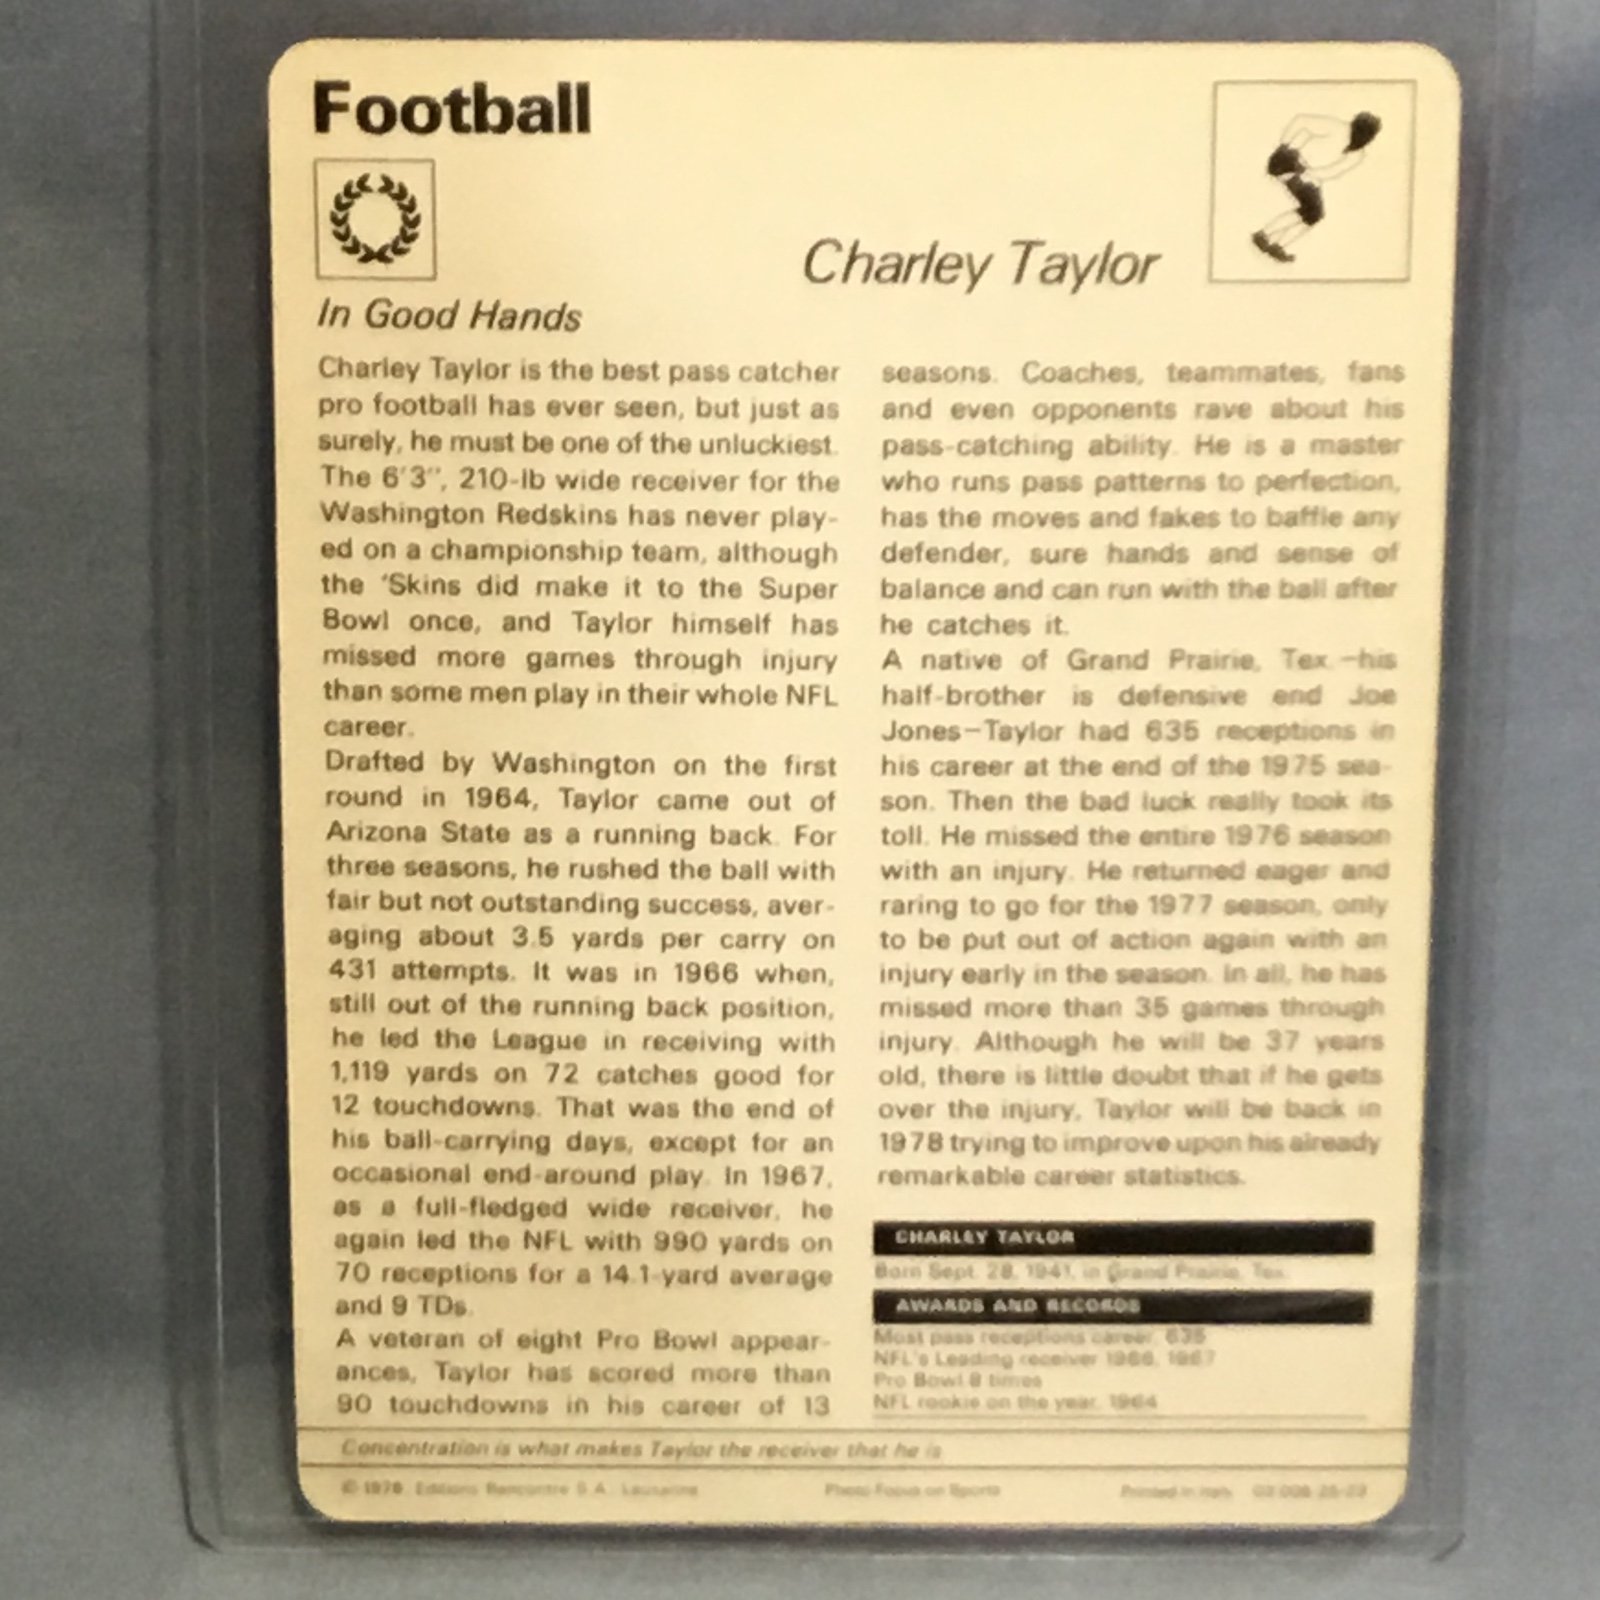 Football
Charley Taylor
In Good Hands
Charley Taylor is the best pass catcher
pro football has ever seen, but just as
surely, he must be one of the unluckiest.
The 6'3", 210-lb wide receiver for the
Washington Redskins has never play-
ed on a championship team, although
the 'Skins did make it to the Super
Bowl once, and Taylor himself has
missed more games through injury
than some men play in their whole NFL
career.
Drafted by Washington on the first
round in 1964, Taylor came out of
Arizona State as a running back. For
three seasons, he rushed the ball with
fair but not outstanding success, aver-
aging about 3.5 yards per carry on
431 attempts. It was in 1966 when,
still out of the running back position,
he led the League in receiving with
1,119 yards on 72 catches good for
12 touchdowns. That was the end of
his ball-carrying days, except for an
occasional end-around play. In 1967,
as a full-fledged wide receiver, he
again led the NFL with 990 yards on
70 receptions for a 14.1-yard average
and 9 TDs.
A veteran of eight Pro Bowl appear-
ances, Taylor has scored more than
90 touchdowns in his career of 13
seasons. Coaches, teammates, fans
and even opponents rave about his
pass-catching ability. He is a master
who runs pass patterns to perfection,
has the moves and fakes to baffle any
defender, sure hands and sense of
balance and can run with the ball after
he catches it.
A native of Grand Prairie, Tex.—his
half-brother is defensive end Joe
Jones—Taylor had 635 receptions in
his career at the end of the 1975 sea-
son. Then the bad luck really took its
toll. He missed the entire 1976 season
with an injury. He returned eager and
raring to go for the 1977 season, only
to be put out of action again with an
injury early in the season. In all, he has
missed more than 35 games through
injury. Although he will be 37 years
old, there is little doubt that if he gets
over the injury, Taylor will be back in
1978 trying to improve upon his already
remarkable career statistics.
CHARLEY TAYLOR
Born Sept. 28, 1941, in Grand Prairie, Tex.
AWARDS AND RECORDS
Most pass receptions career, 635
NFL's Leading receiver 1966, 1967
Pro Bowl 8 times
NFL rookie on the year, 1964
Concentration is what makes Taylor the receiver that he is
© 1978 Editions Rencontre S.A. Lausanne
Photo Focus on Sports
Printed in Italy